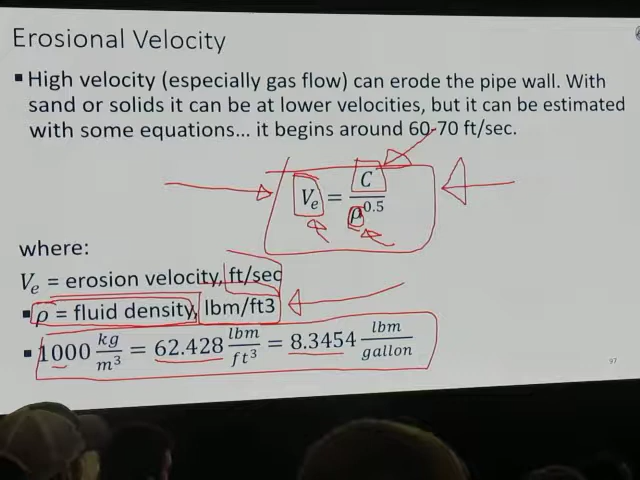 Erosional Velocity
▪ High velocity (especially gas flow) can erode the pipe wall. With
sand or solids it can be at lower velocities, but it can be estimated
with some equations... it begins around 60-70 ft/sec.
Vₑ = C / ρ^0.5
where:
Vₑ = erosion velocity, ft/sec
▪ ρ = fluid density, lbm/ft3
▪ 1000 kg/m³ = 62.428 lbm/ft³ = 8.3454 lbm/gallon
97